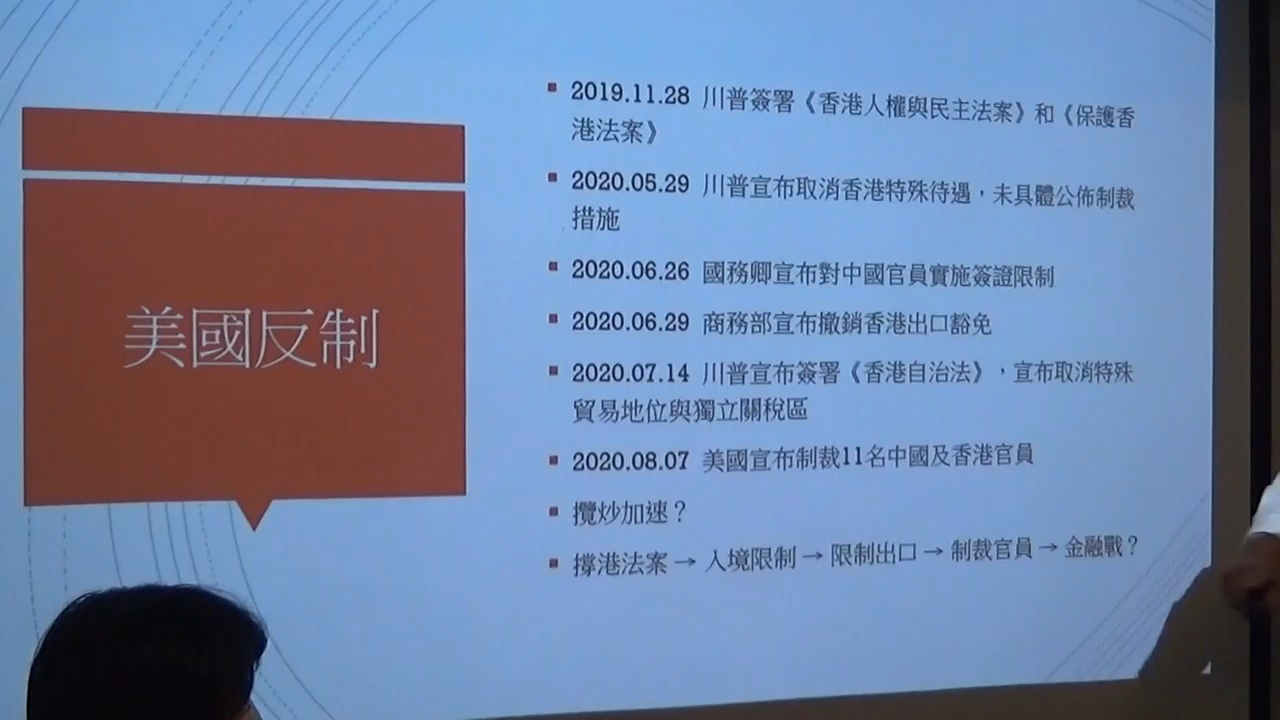 美國反制
2019.11.28 川普簽署《香港人權與民主法案》和《保護香
港法案》
2020.05.29 川普宣布取消香港特殊待遇，未具體公佈制裁
措施
2020.06.26 國務卿宣布對中國官員實施簽證限制
2020.06.29 商務部宣布撤銷香港出口豁免
2020.07.14 川普宣布簽署《香港自治法》，宣布取消特殊
貿易地位與獨立關稅區
2020.08.07 美國宣布制裁11名中國及香港官員
攬炒加速？
撐港法案 → 入境限制 → 限制出口 → 制裁官員 → 金融戰？